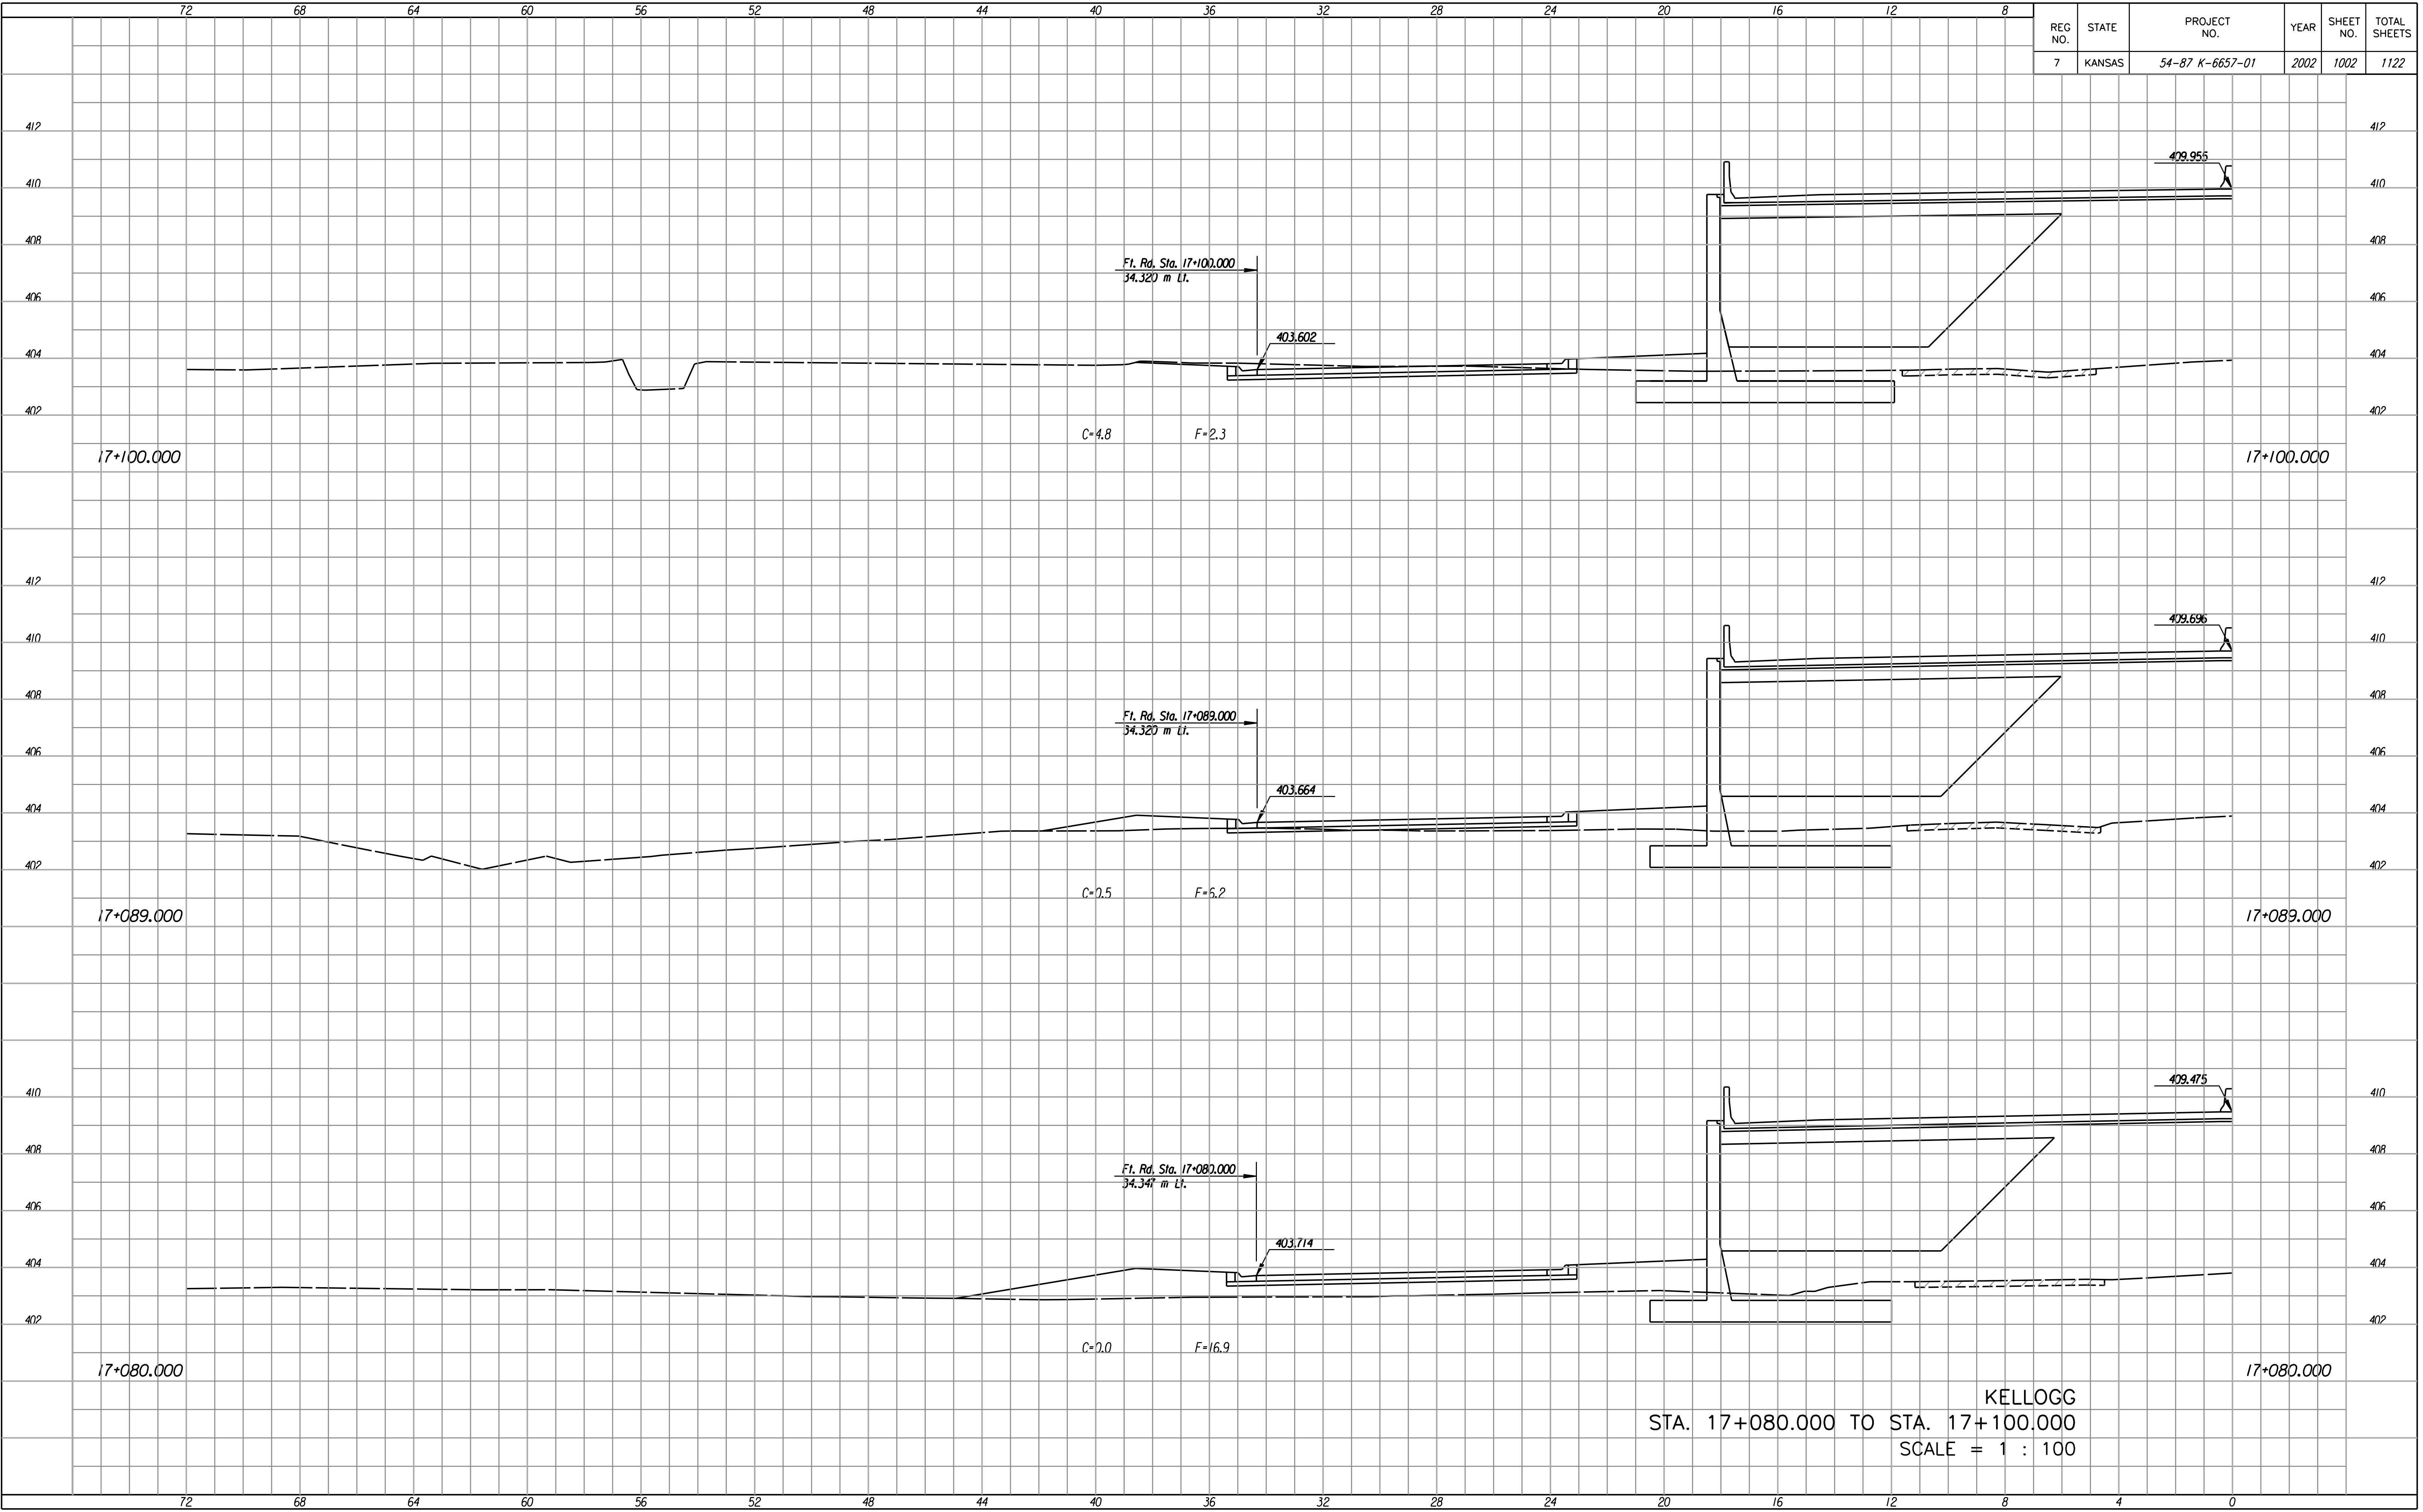 72 68 64 60 56 52 48 44 40 36 32 28 24 20 16 12 8
REG NO. STATE PROJECT NO. YEAR SHEET NO. TOTAL SHEETS
7 KANSAS 54-87 K-6657-01 2002 1002 1122
412 412
409.955
410 410
408 408
Ft. Rd. Sta. 17+100.000
34.320 m Lt.
406 406
403.602
404 404
402 402
C=4.8 F=2.3
17+100.000 17+100.000
412 412
409.696
410 410
408 408
Ft. Rd. Sta. 17+089.000
34.320 m Lt.
406 406
403.664
404 404
402 402
C=0.5 F=6.2
17+089.000 17+089.000
409.475
410 410
408 408
Ft. Rd. Sta. 17+080.000
34.347 m Lt.
406 406
403.714
404 404
402 402
C=0.0 F=16.9
17+080.000 17+080.000
KELLOGG
STA. 17+080.000 TO STA. 17+100.000
SCALE = 1 : 100
72 68 64 60 56 52 48 44 40 36 32 28 24 20 16 12 8 4 0